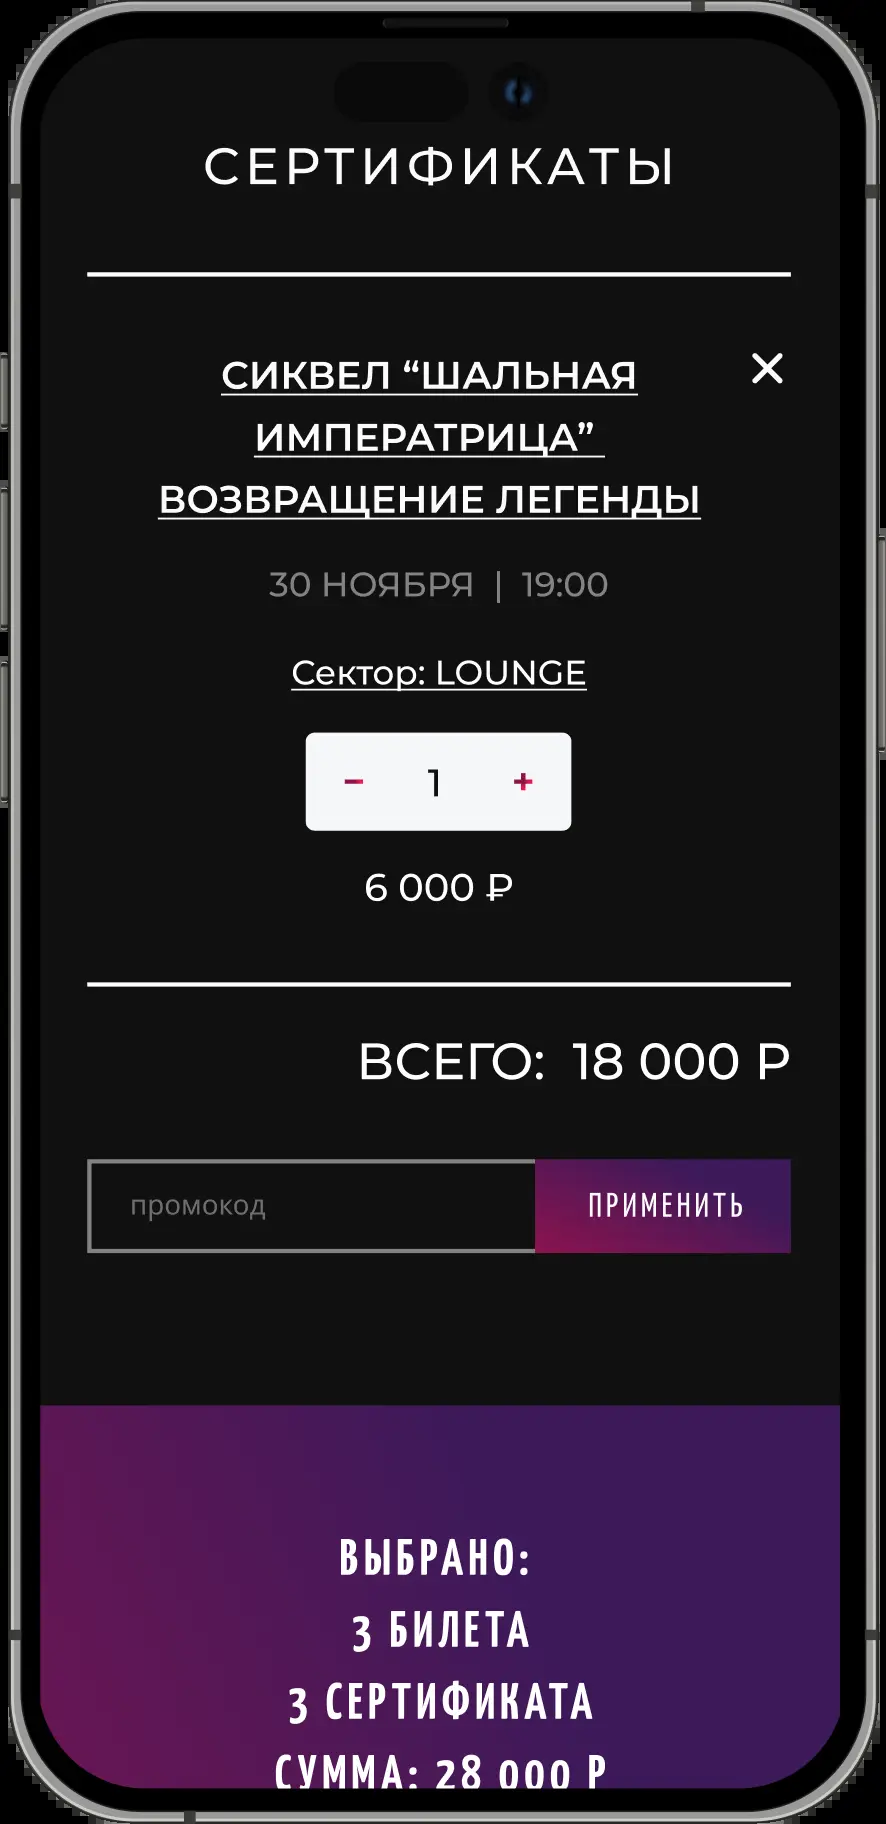 СЕРТИФИКАТЫ
СИКВЕЛ “ШАЛЬНАЯ
ИМПЕРАТРИЦА”
ВОЗВРАЩЕНИЕ ЛЕГЕНДЫ
30 НОЯБРЯ | 19:00
Сектор: LOUNGE
− 1 +
6 000 ₽
ВСЕГО: 18 000 Р
промокод ПРИМЕНИТЬ
ВЫБРАНО:
3 БИЛЕТА
3 СЕРТИФИКАТА
СУММА: 28 000 Р